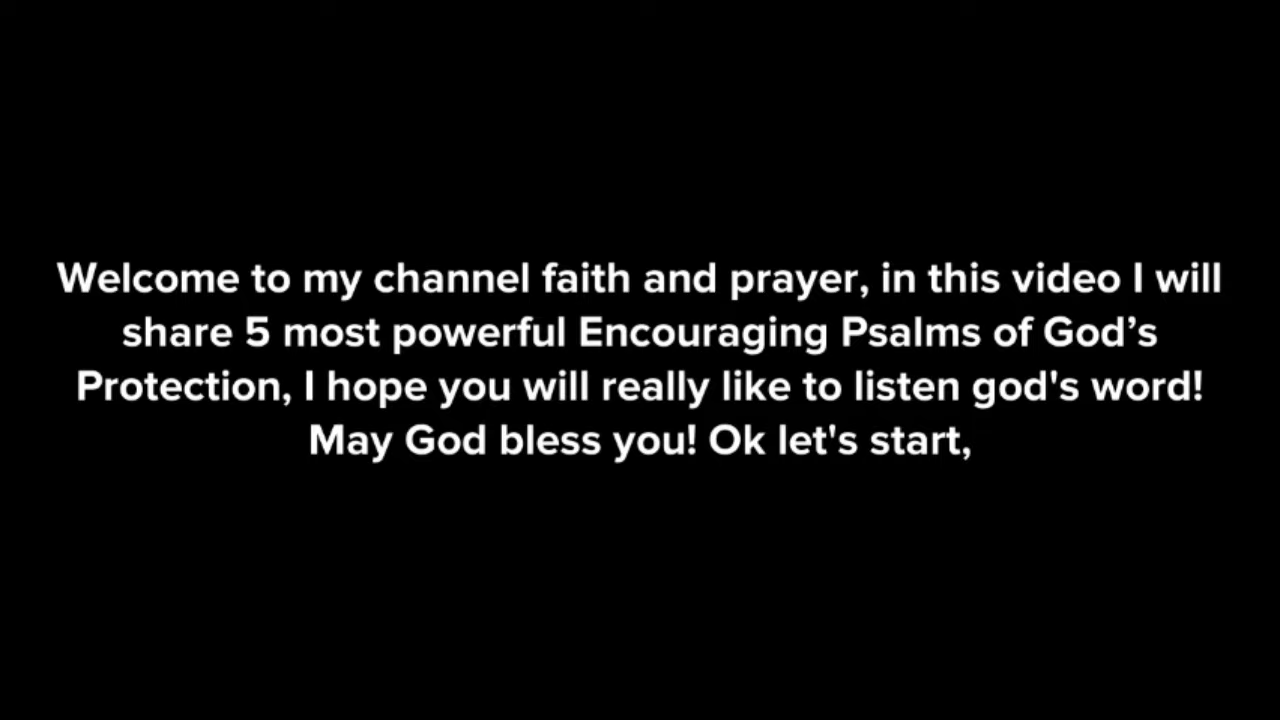 Welcome to my channel faith and prayer, in this video I will
share 5 most powerful Encouraging Psalms of God’s
Protection, I hope you will really like to listen god's word!
May God bless you! Ok let's start,